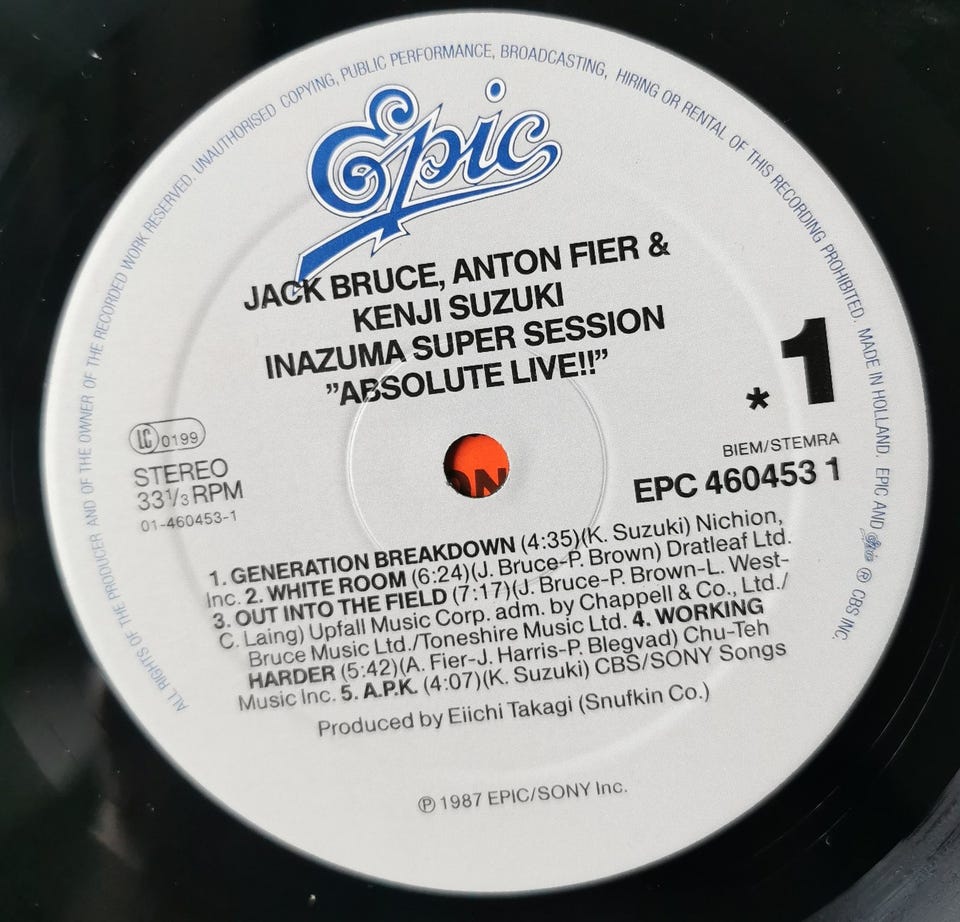 ALL RIGHTS OF THE PRODUCER AND OF THE OWNER OF THE RECORDED WORK RESERVED. UNAUTHORISED COPYING, PUBLIC PERFORMANCE, BROADCASTING, HIRING OR RENTAL OF THIS RECORDING PROHIBITED. MADE IN HOLLAND. EPIC AND Epic ® CBS INC.
Epic
JACK BRUCE, ANTON FIER &
KENJI SUZUKI
INAZUMA SUPER SESSION
"ABSOLUTE LIVE!!"
* 1
LC 0199
STEREO
33⅓ RPM
01-460453-1
BIEM/STEMRA
EPC 460453 1
ON
1. GENERATION BREAKDOWN (4:35)(K. Suzuki) Nichion,
Inc. 2. WHITE ROOM (6:24)(J. Bruce-P. Brown) Dratleaf Ltd.
3. OUT INTO THE FIELD (7:17)(J. Bruce-P. Brown-L. West-
C. Laing) Upfall Music Corp. adm. by Chappell & Co., Ltd./
Bruce Music Ltd./Toneshire Music Ltd. 4. WORKING
HARDER (5:42)(A. Fier-J. Harris-P. Blegvad) Chu-Teh
Music Inc. 5. A.P.K. (4:07)(K. Suzuki) CBS/SONY Songs
Produced by Eiichi Takagi (Snufkin Co.)
℗ 1987 EPIC/SONY Inc.